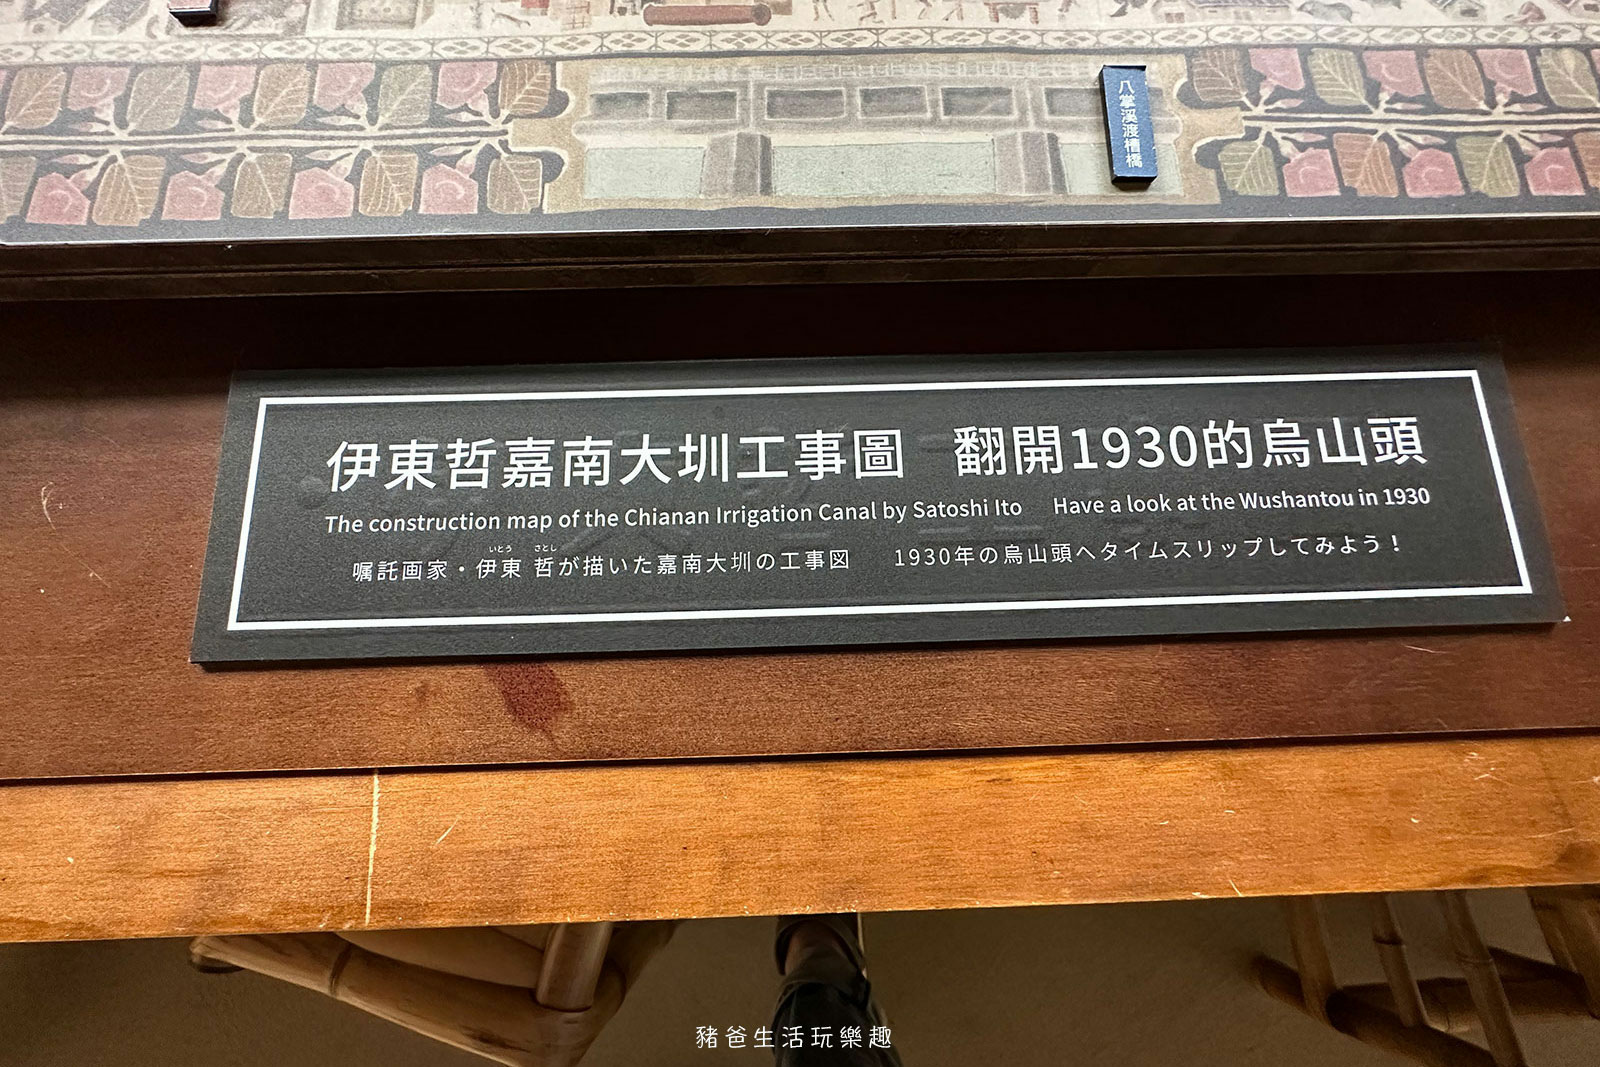 八掌溪渡槽橋
伊東哲嘉南大圳工事圖 翻開1930的烏山頭
The construction map of the Chianan Irrigation Canal by Satoshi Ito Have a look at the Wushantou in 1930
いとう さとし
嘱託画家・伊東 哲が描いた嘉南大圳の工事図 1930年の烏山頭へタイムスリップしてみよう！
豬爸生活玩樂趣